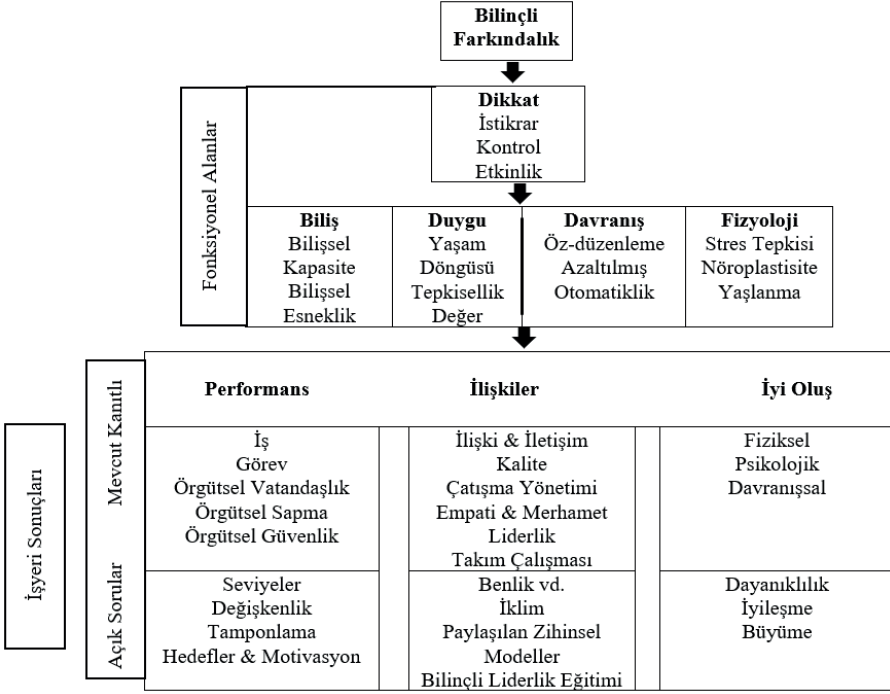 Bilinçli
Farkındalık
Fonksiyonel Alanlar
Dikkat
İstikrar
Kontrol
Etkinlik
Biliş
Bilişsel
Kapasite
Bilişsel
Esneklik
Duygu
Yaşam
Döngüsü
Tepkisellik
Değer
Davranış
Öz-düzenleme
Azaltılmış
Otomatiklik
Fizyoloji
Stres Tepkisi
Nöroplastisite
Yaşlanma
İşyeri Sonuçları
Mevcut Kanıtlı
Performans
İş
Görev
Örgütsel Vatandaşlık
Örgütsel Sapma
Örgütsel Güvenlik
İlişkiler
İlişki & İletişim
Kalite
Çatışma Yönetimi
Empati & Merhamet
Liderlik
Takım Çalışması
İyi Oluş
Fiziksel
Psikolojik
Davranışsal
Açık Sorular
Seviyeler
Değişkenlik
Tamponlama
Hedefler & Motivasyon
Benlik vd.
İklim
Paylaşılan Zihinsel
Modeller
Bilinçli Liderlik Eğitimi
Dayanıklılık
İyileşme
Büyüme